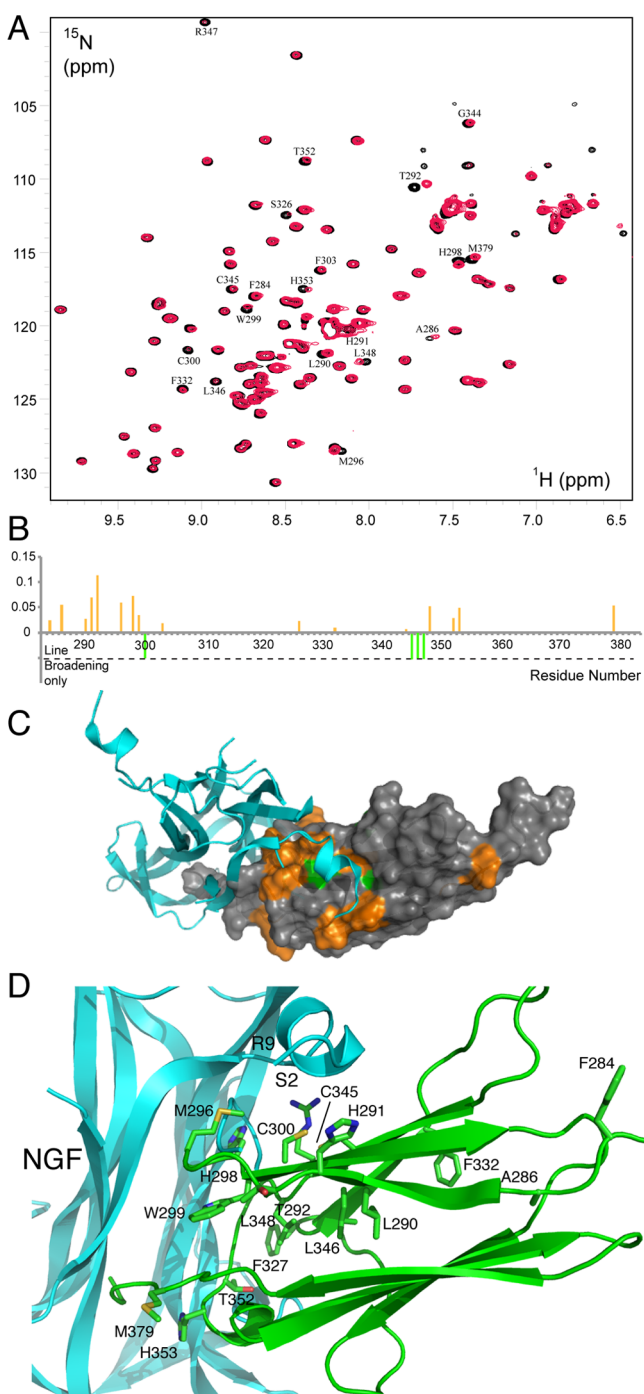 A
15N
(ppm)
R347
105
G344
T352
T292
110
S326
M379
115
H298
F303
C345
F284
H353
W299
120
H291
A286
C300
L290
L348
F332
L346
125
M296
130
1H (ppm)
9.5
9.0
8.5
8.0
7.5
7.0
6.5
B
0.15
0.1
0.05
0
290
300
310
320
330
340
350
360
370
380
Line
Broadening
only
Residue Number
C
D
R9
S2
F284
C345
M296
C300
H291
NGF
F332
H298
A286
W299
T292
L348
L290
L346
F327
T352
M379
H353